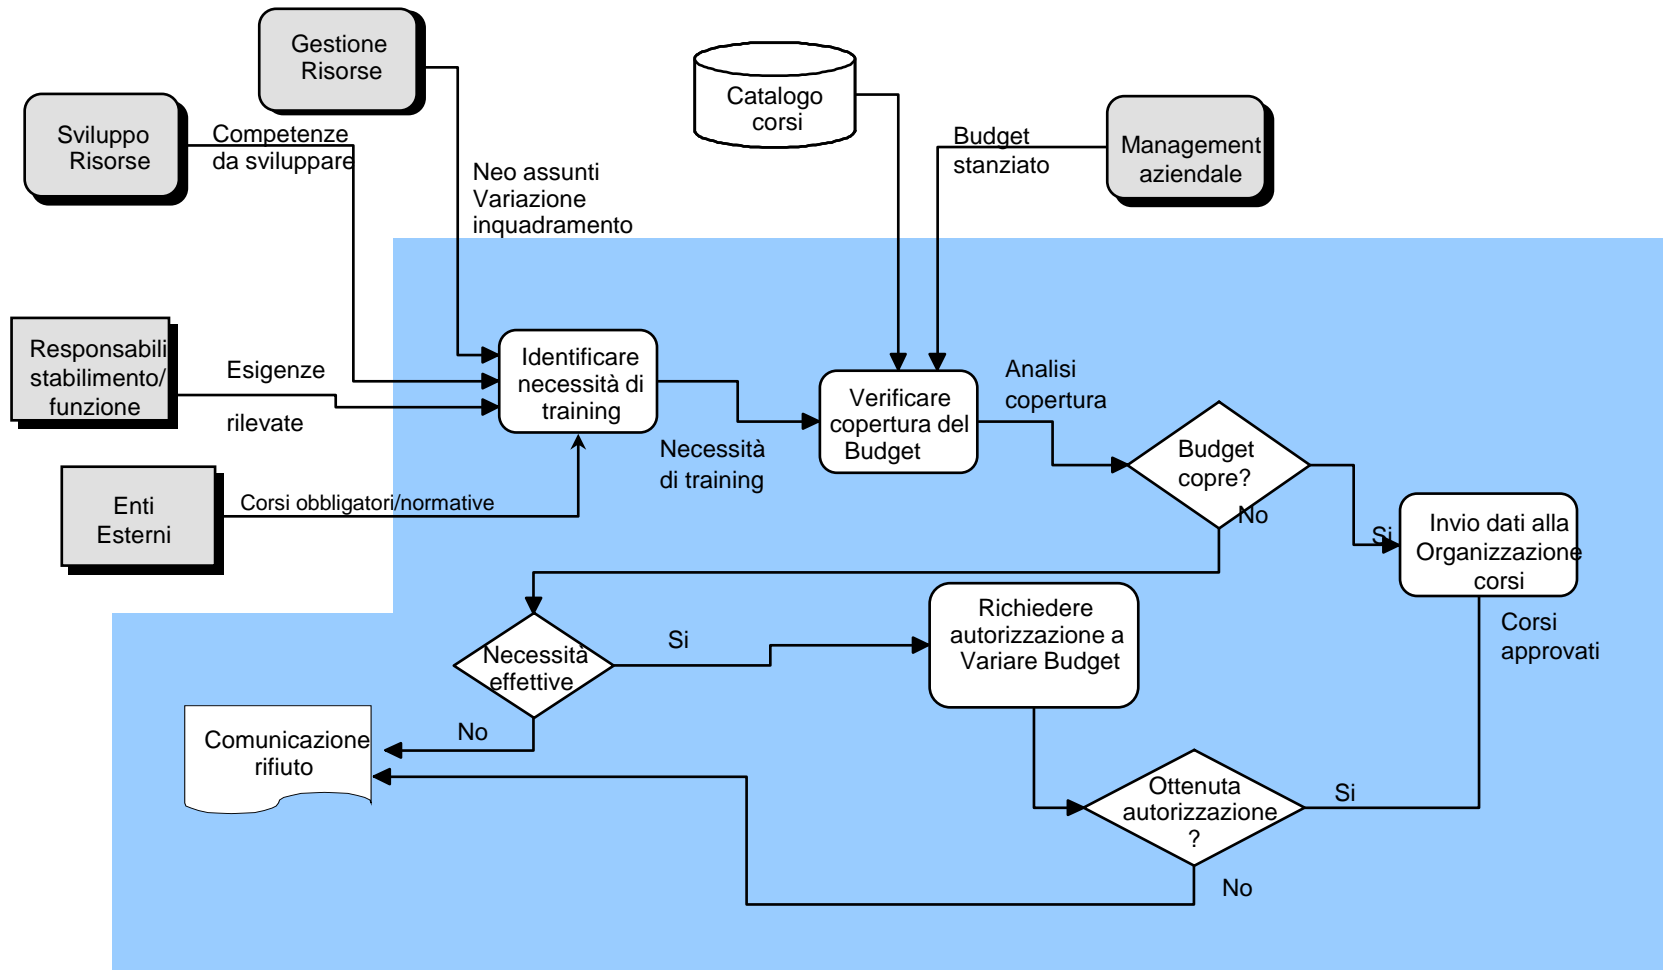 Gestione
Risorse
Sviluppo
Risorse
Competenze
da sviluppare
Neo assunti
Variazione
inquadramento
Catalogo
corsi
Budget
stanziato
Management
aziendale
Responsabili
stabilimento/
funzione
Esigenze
rilevate
Identificare
necessità di
training
Necessità
di training
Verificare
copertura del
Budget
Analisi
copertura
Budget
copre?
No
Si
Invio dati alla
Organizzazione
corsi
Enti
Esterni
Corsi obbligatori/normative
Necessità
effettive
Si
No
Richiedere
autorizzazione a
Variare Budget
Corsi
approvati
Comunicazione
rifiuto
Ottenuta
autorizzazione
?
Si
No